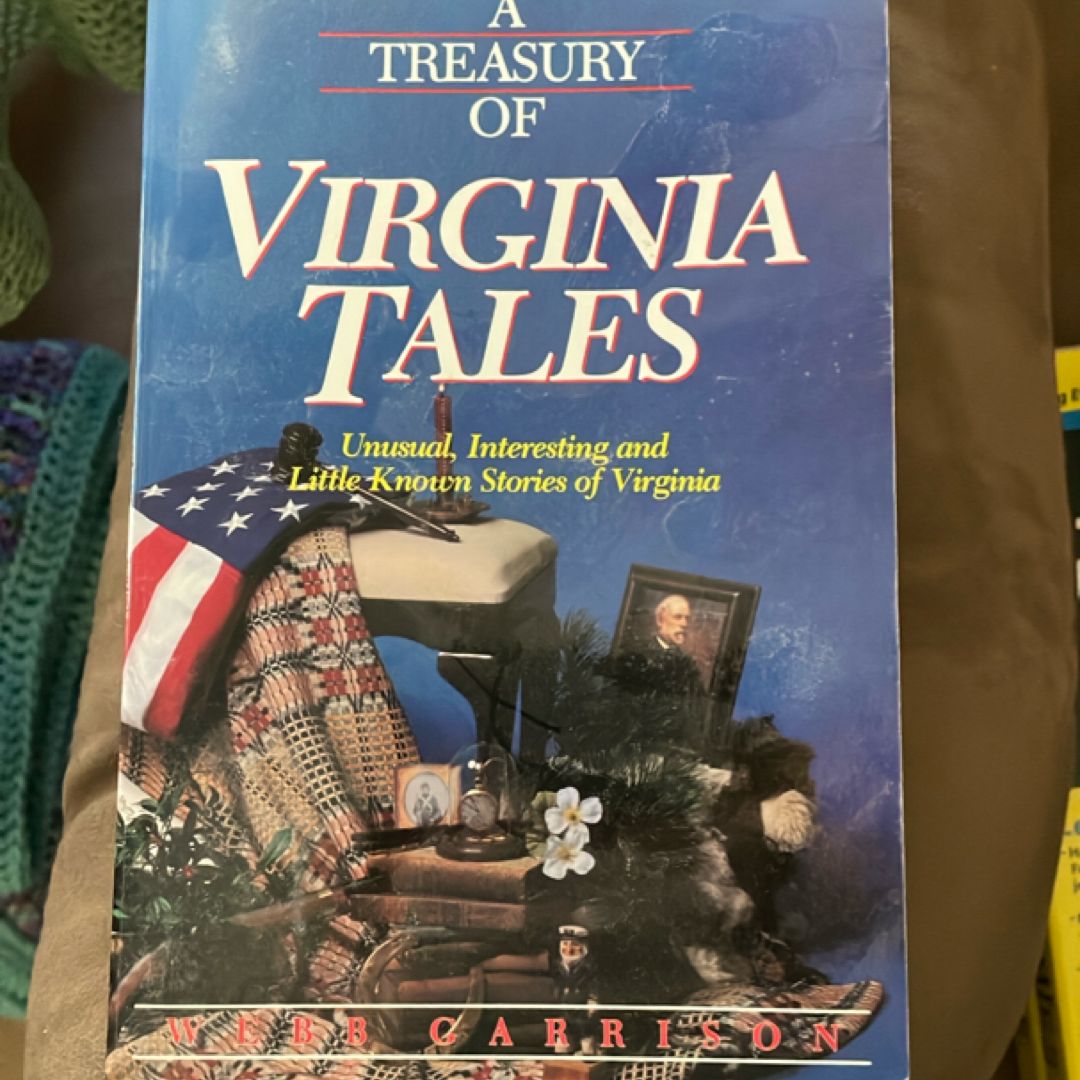 A
TREASURY
OF
VIRGINIA
TALES
Unusual, Interesting and
Little Known Stories of Virginia
WEBB GARRISON